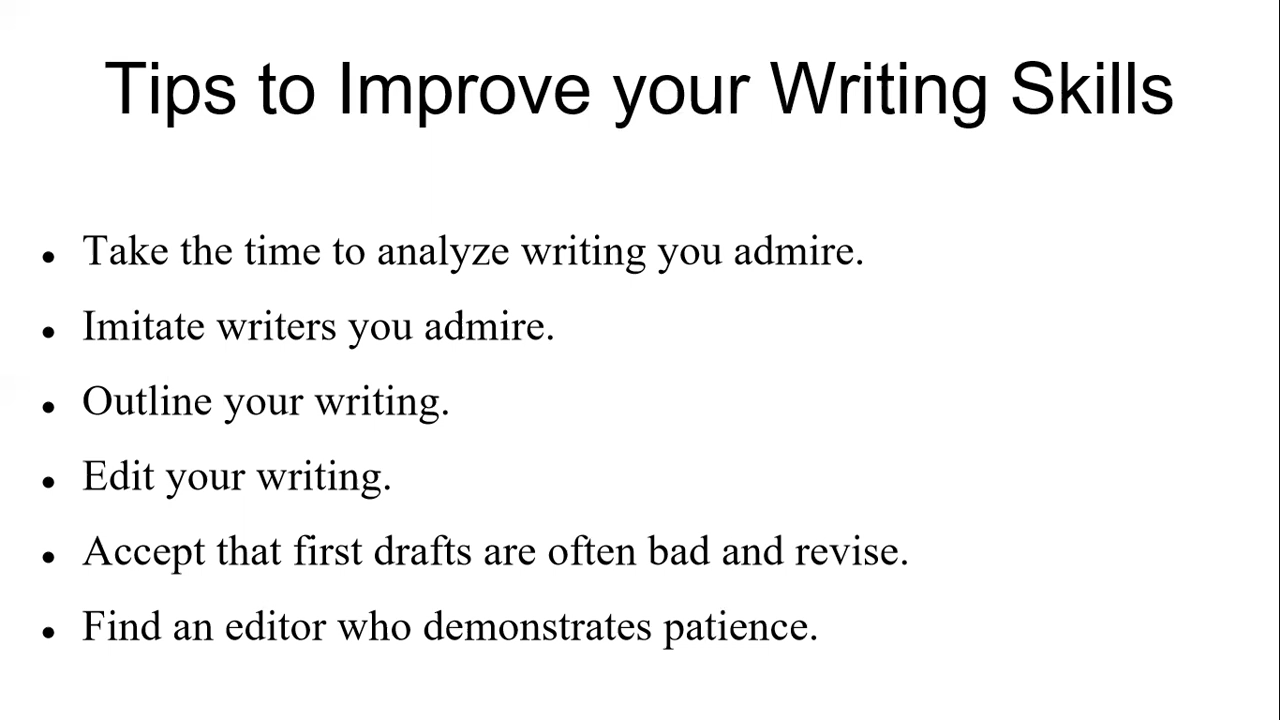 Tips to Improve your Writing Skills
• Take the time to analyze writing you admire.
• Imitate writers you admire.
• Outline your writing.
• Edit your writing.
• Accept that first drafts are often bad and revise.
• Find an editor who demonstrates patience.